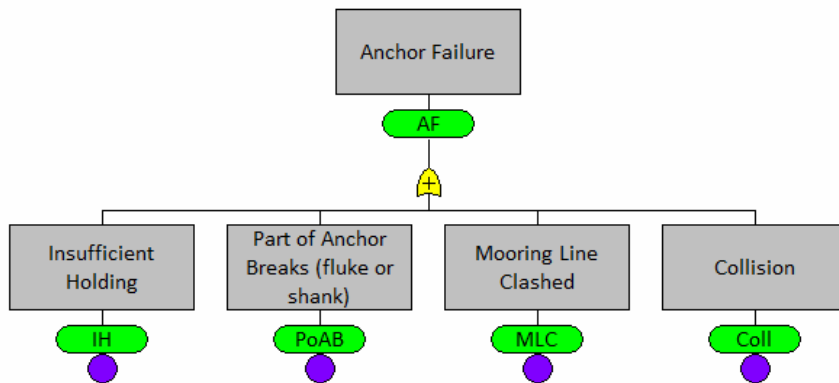 Anchor Failure
AF
+
Insufficient
Holding
Part of Anchor
Breaks (fluke or
shank)
Mooring Line
Clashed
Collision
IH
PoAB
MLC
Coll